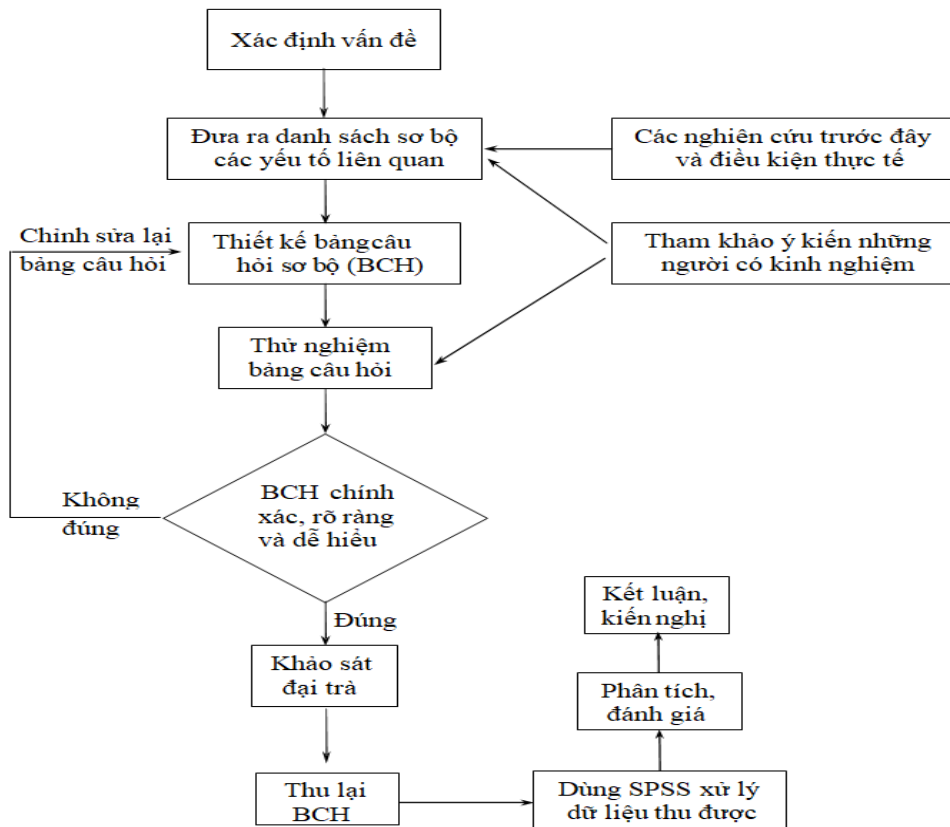 Xác định vấn đề
Đưa ra danh sách sơ bộ
các yếu tố liên quan
Các nghiên cứu trước đây
và điều kiện thực tế
Chỉnh sửa lại
bảng câu hỏi
Thiết kế bảng câu
hỏi sơ bộ (BCH)
Tham khảo ý kiến những
người có kinh nghiệm
Thử nghiệm
bảng câu hỏi
Không
đúng
BCH chính
xác, rõ ràng
và dễ hiểu
Đúng
Khảo sát
đại trà
Kết luận,
kiến nghị
Phân tích,
đánh giá
Thu lại
BCH
Dùng SPSS xử lý
dữ liệu thu được